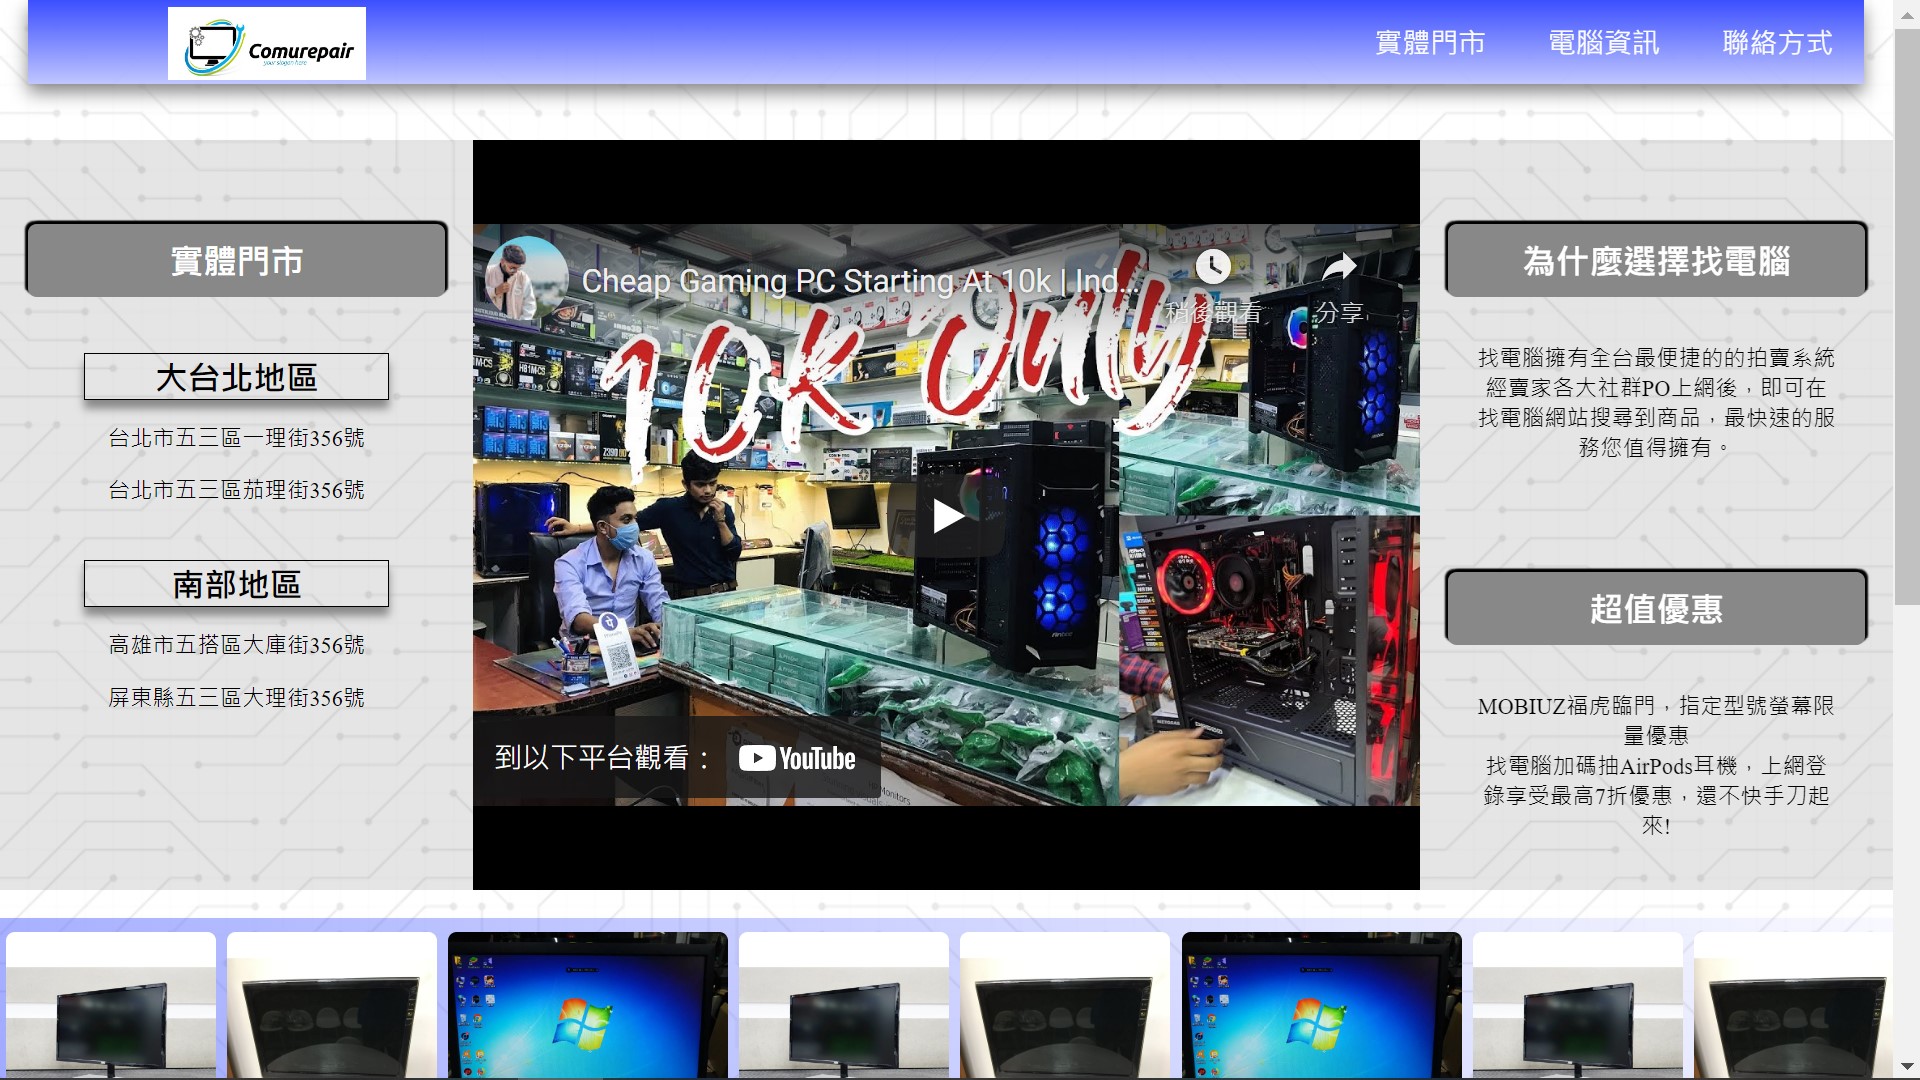 Comurepair
your slogan here
實體門市
電腦資訊
聯絡方式
實體門市
大台北地區
台北市五三區一理街356號
台北市五三區茄理街356號
南部地區
高雄市五搭區大庫街356號
屏東縣五三區大理街356號
Cheap Gaming PC Starting At 10k | Ind...
稍後觀看
分享
10k Only
到以下平台觀看：
YouTube
為什麼選擇找電腦
找電腦擁有全台最便捷的的拍賣系統
經賣家各大社群PO上網後，即可在
找電腦網站搜尋到商品，最快速的服
務您值得擁有。
超值優惠
MOBIUZ福虎臨門，指定型號螢幕限
量優惠
找電腦加碼抽AirPods耳機，上網登
錄享受最高7折優惠，還不快手刀起
來!